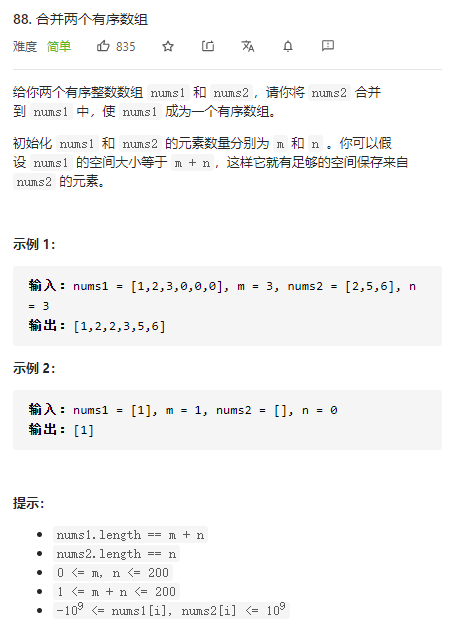 88. 合并两个有序数组
难度 简单 835
给你两个有序整数数组 nums1 和 nums2，请你将 nums2 合并
到 nums1 中，使 nums1 成为一个有序数组。
初始化 nums1 和 nums2 的元素数量分别为 m 和 n 。你可以假
设 nums1 的空间大小等于 m + n，这样它就有足够的空间保存来自
nums2 的元素。
示例 1：
输入：nums1 = [1,2,3,0,0,0], m = 3, nums2 = [2,5,6], n
= 3
输出：[1,2,2,3,5,6]
示例 2：
输入：nums1 = [1], m = 1, nums2 = [], n = 0
输出：[1]
提示：
nums1.length == m + n
nums2.length == n
0 <= m, n <= 200
1 <= m + n <= 200
-10⁹ <= nums1[i], nums2[i] <= 10⁹